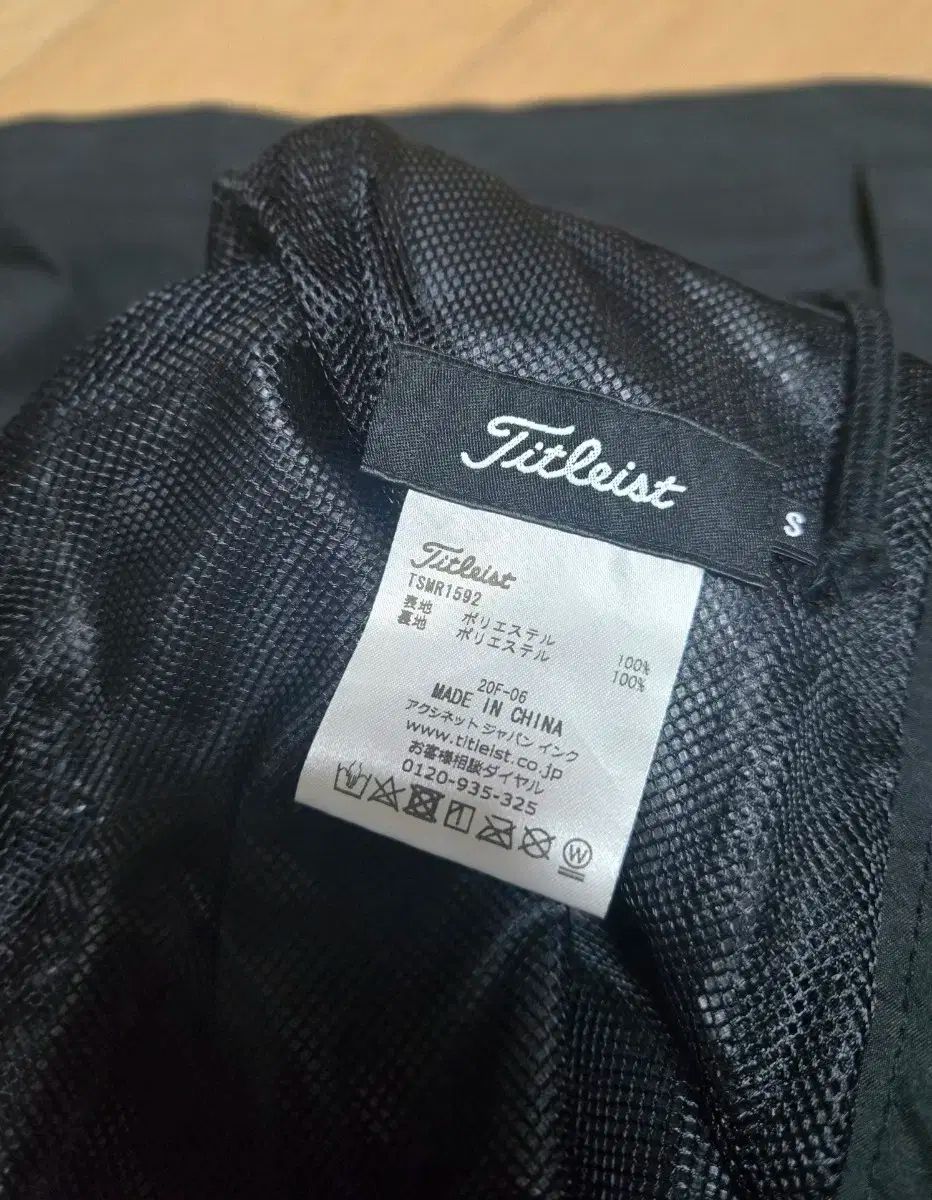 Titleist
S
Titleist
TSMR1592
表地 ポリエステル 100%
裏地 ポリエステル 100%
20F-06
MADE IN CHINA
アクシネット ジャパン インク
www.titleist.co.jp
お客様相談ダイヤル
0120-935-325
W